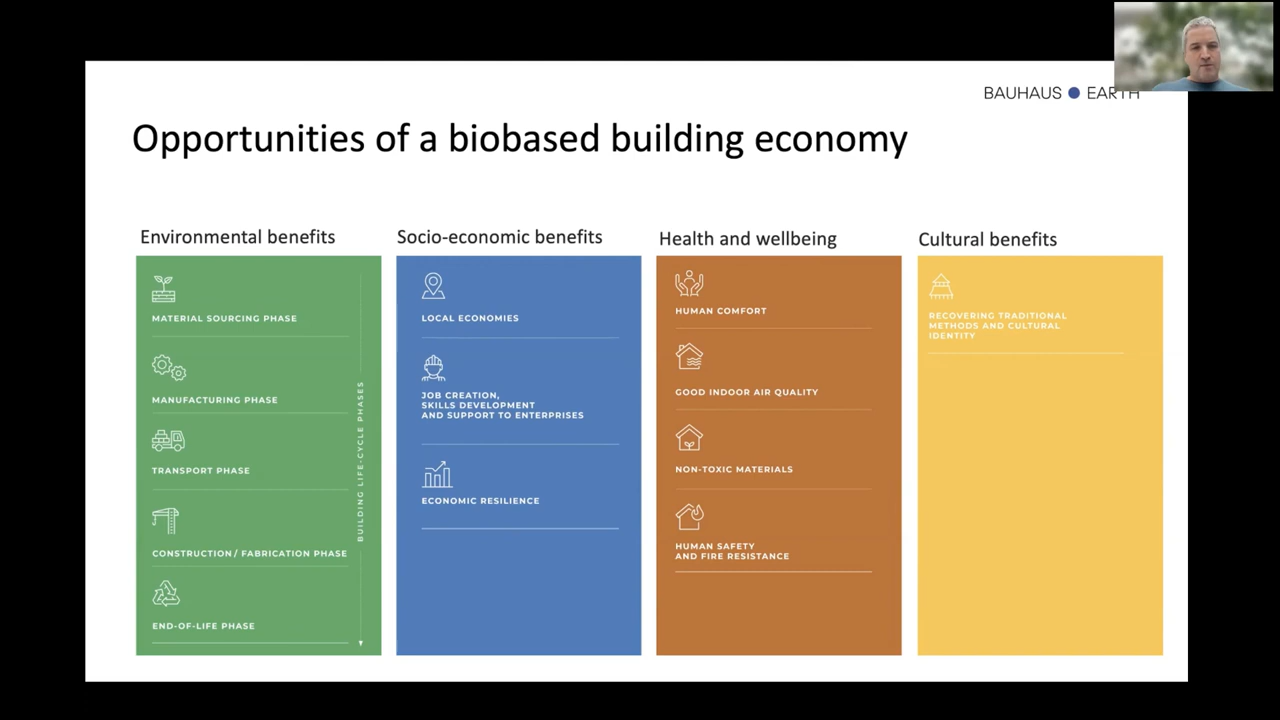 BAUHAUS EARTH
Opportunities of a biobased building economy
Environmental benefits
MATERIAL SOURCING PHASE
MANUFACTURING PHASE
TRANSPORT PHASE
CONSTRUCTION / FABRICATION PHASE
END-OF-LIFE PHASE
BUILDING LIFE-CYCLE PHASES
Socio-economic benefits
LOCAL ECONOMIES
JOB CREATION,
SKILLS DEVELOPMENT
AND SUPPORT TO ENTERPRISES
ECONOMIC RESILIENCE
Health and wellbeing
HUMAN COMFORT
GOOD INDOOR AIR QUALITY
NON-TOXIC MATERIALS
HUMAN SAFETY
AND FIRE RESISTANCE
Cultural benefits
RECOVERING TRADITIONAL
METHODS AND CULTURAL
IDENTITY